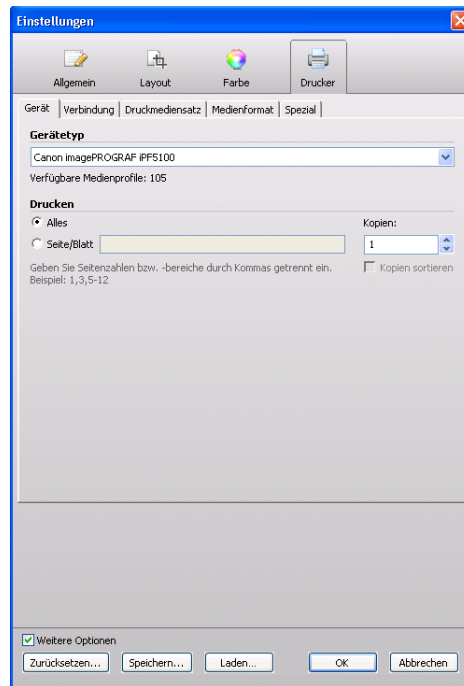 Einstellungen
Allgemein Layout Farbe Drucker
Gerät Verbindung Druckmediensatz Medienformat Spezial
Gerätetyp
Canon imagePROGRAF iPF5100
Verfügbare Medienprofile: 105
Drucken
Alles Kopien:
Seite/Blatt 1
Geben Sie Seitenzahlen bzw. -bereiche durch Kommas getrennt ein. Kopien sortieren
Beispiel: 1,3,5-12
Weitere Optionen
Zurücksetzen... Speichern... Laden... OK Abbrechen